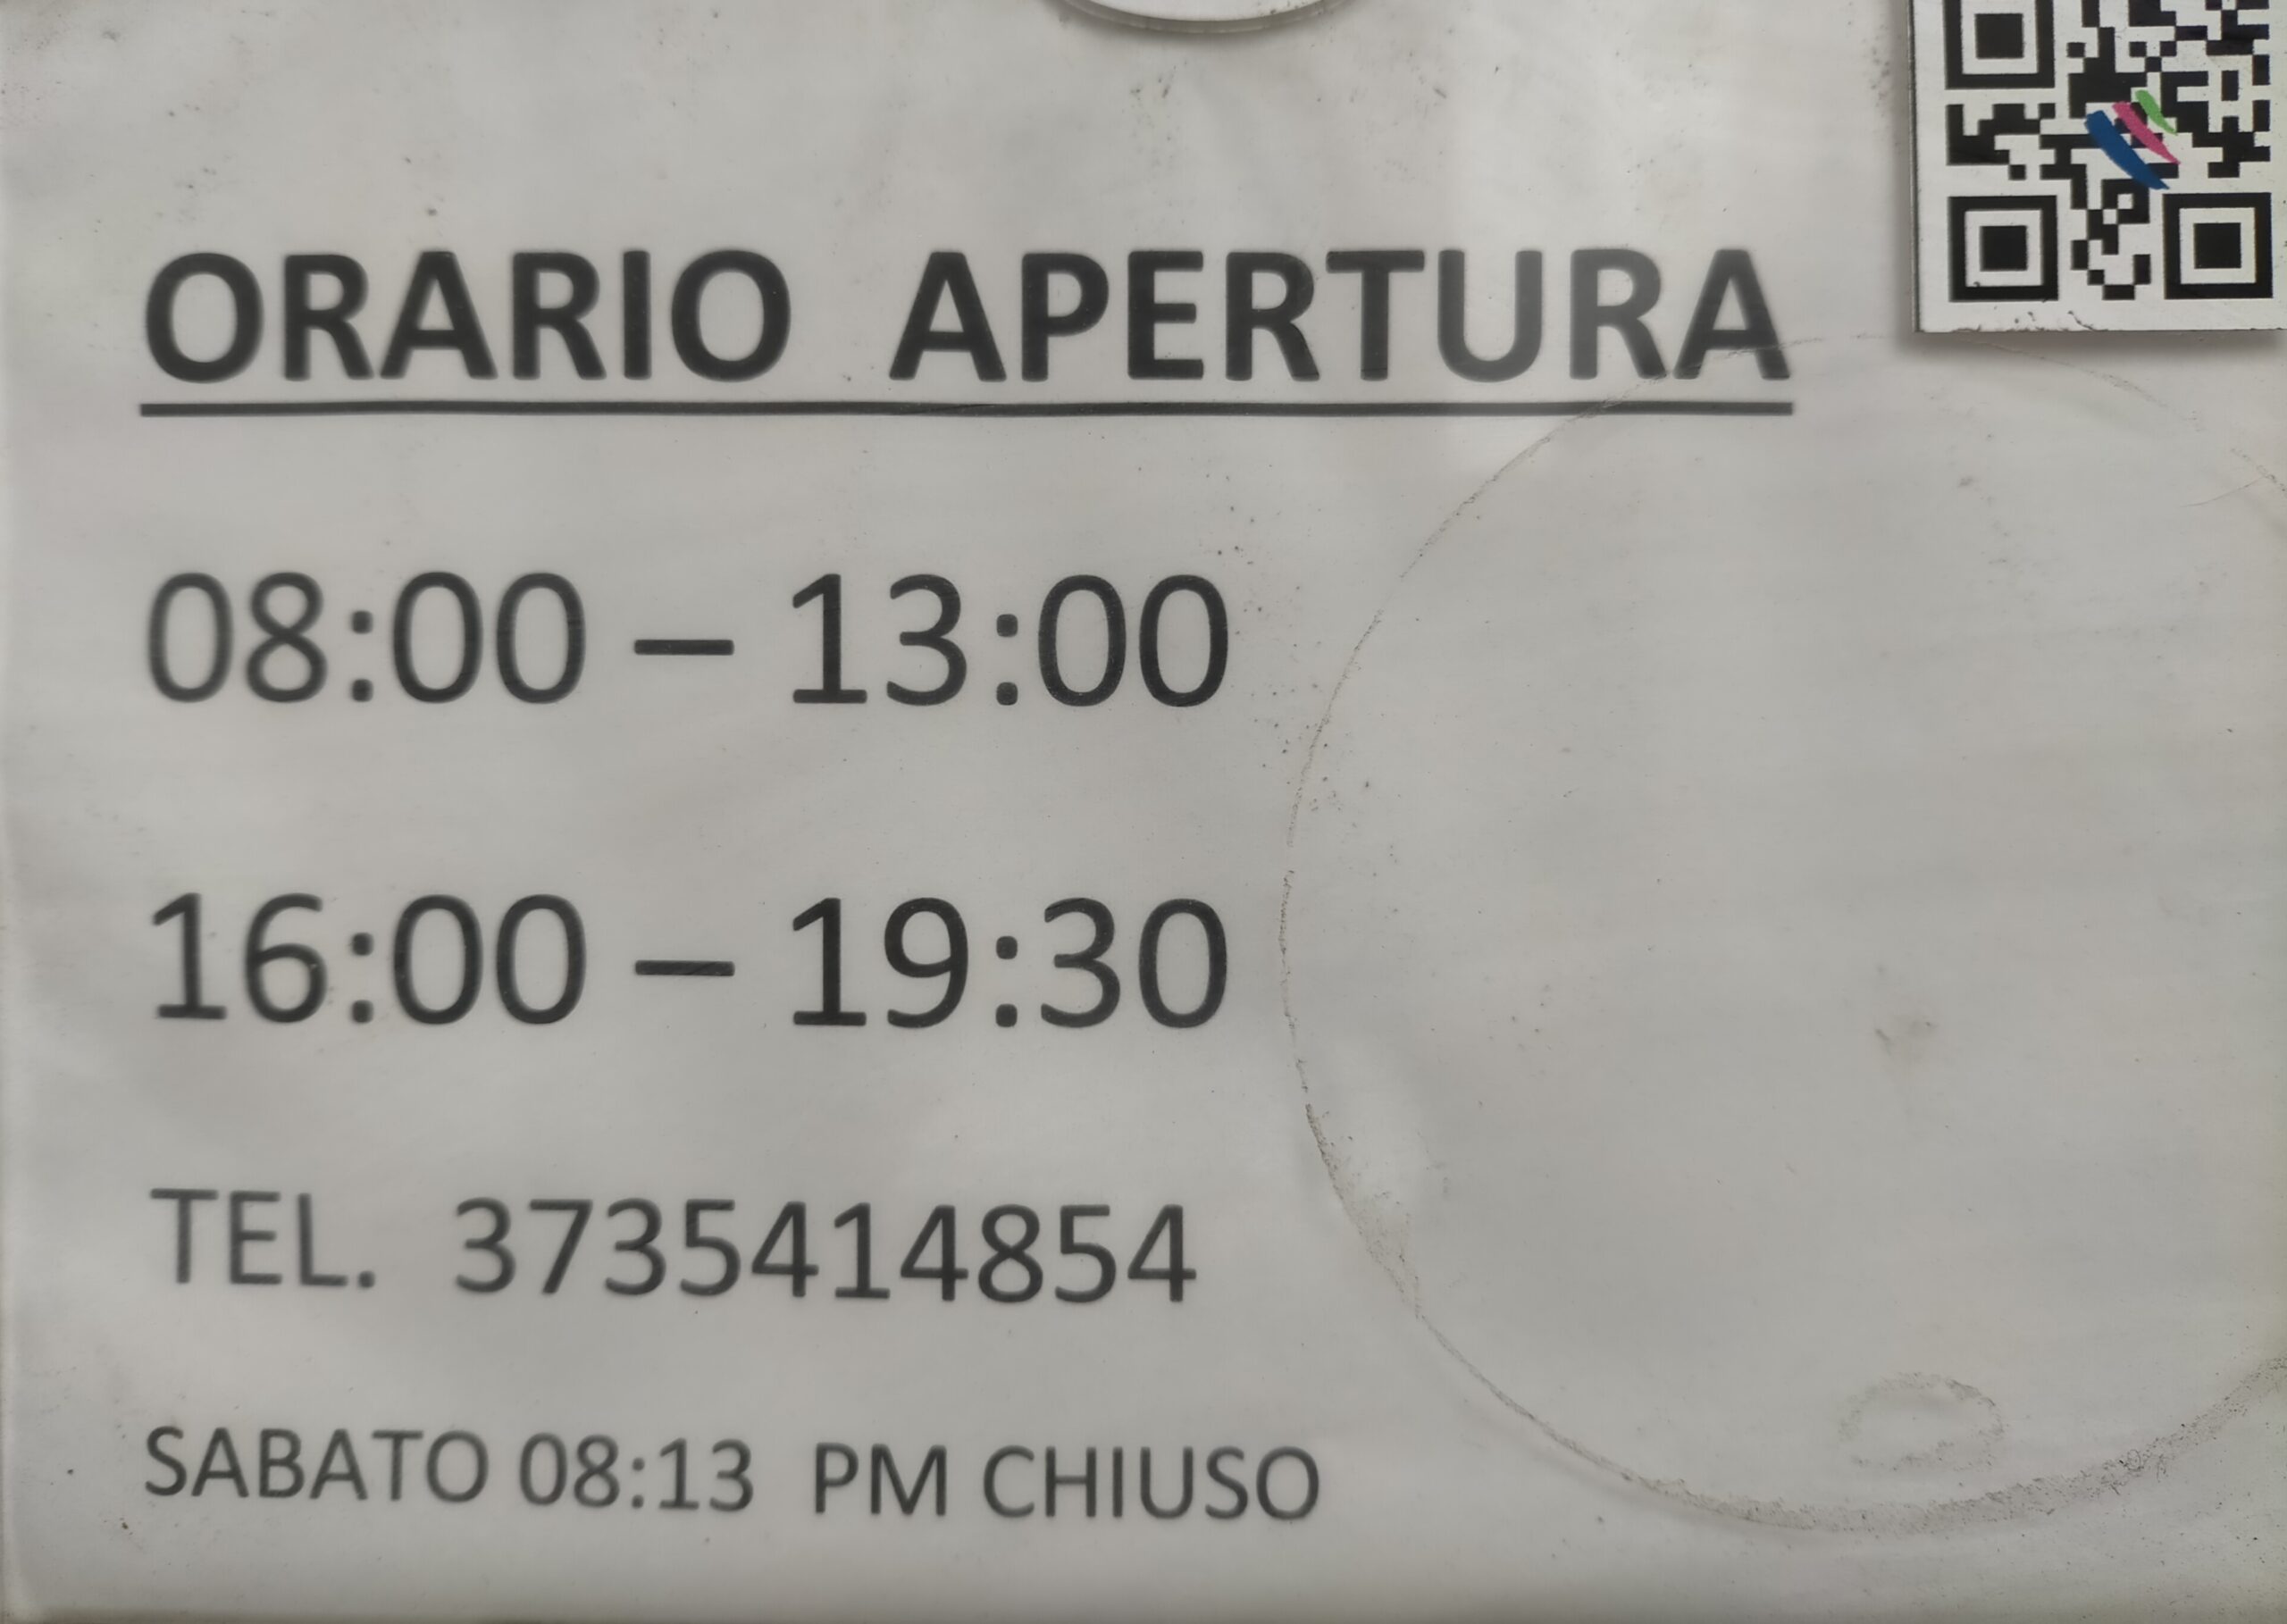 ORARIO APERTURA
08:00 – 13:00
16:00 – 19:30
TEL. 3735414854
SABATO 08:13 PM CHIUSO